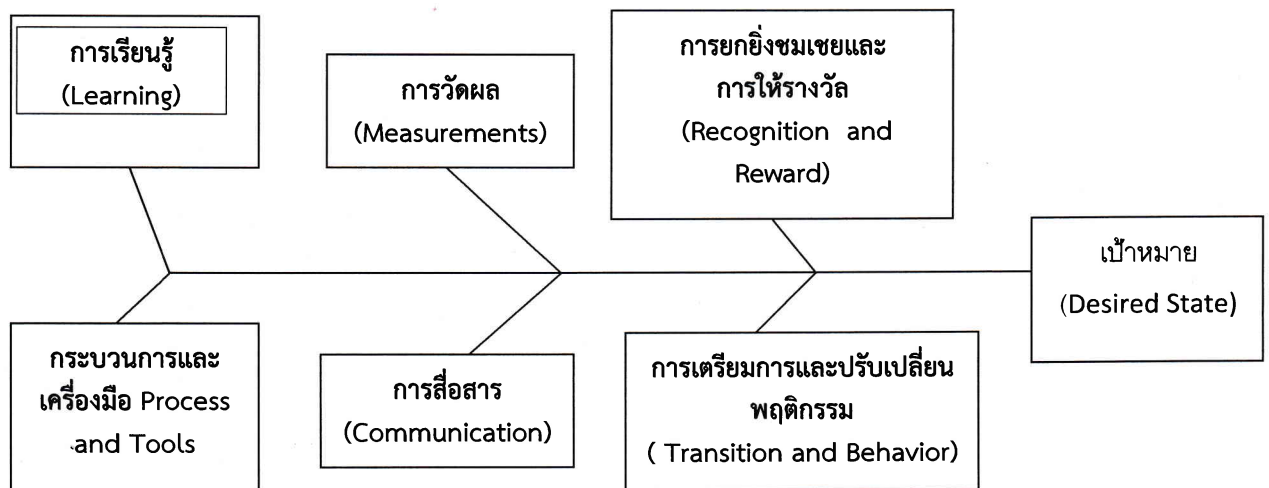 การเรียนรู้
(Learning)
การวัดผล
(Measurements)
การยกยิ่งชมเชยและ
การให้รางวัล
(Recognition and
Reward)
เป้าหมาย
(Desired State)
กระบวนการและ
เครื่องมือ Process
and Tools
การสื่อสาร
(Communication)
การเตรียมการและปรับเปลี่ยน
พฤติกรรม
( Transition and Behavior)